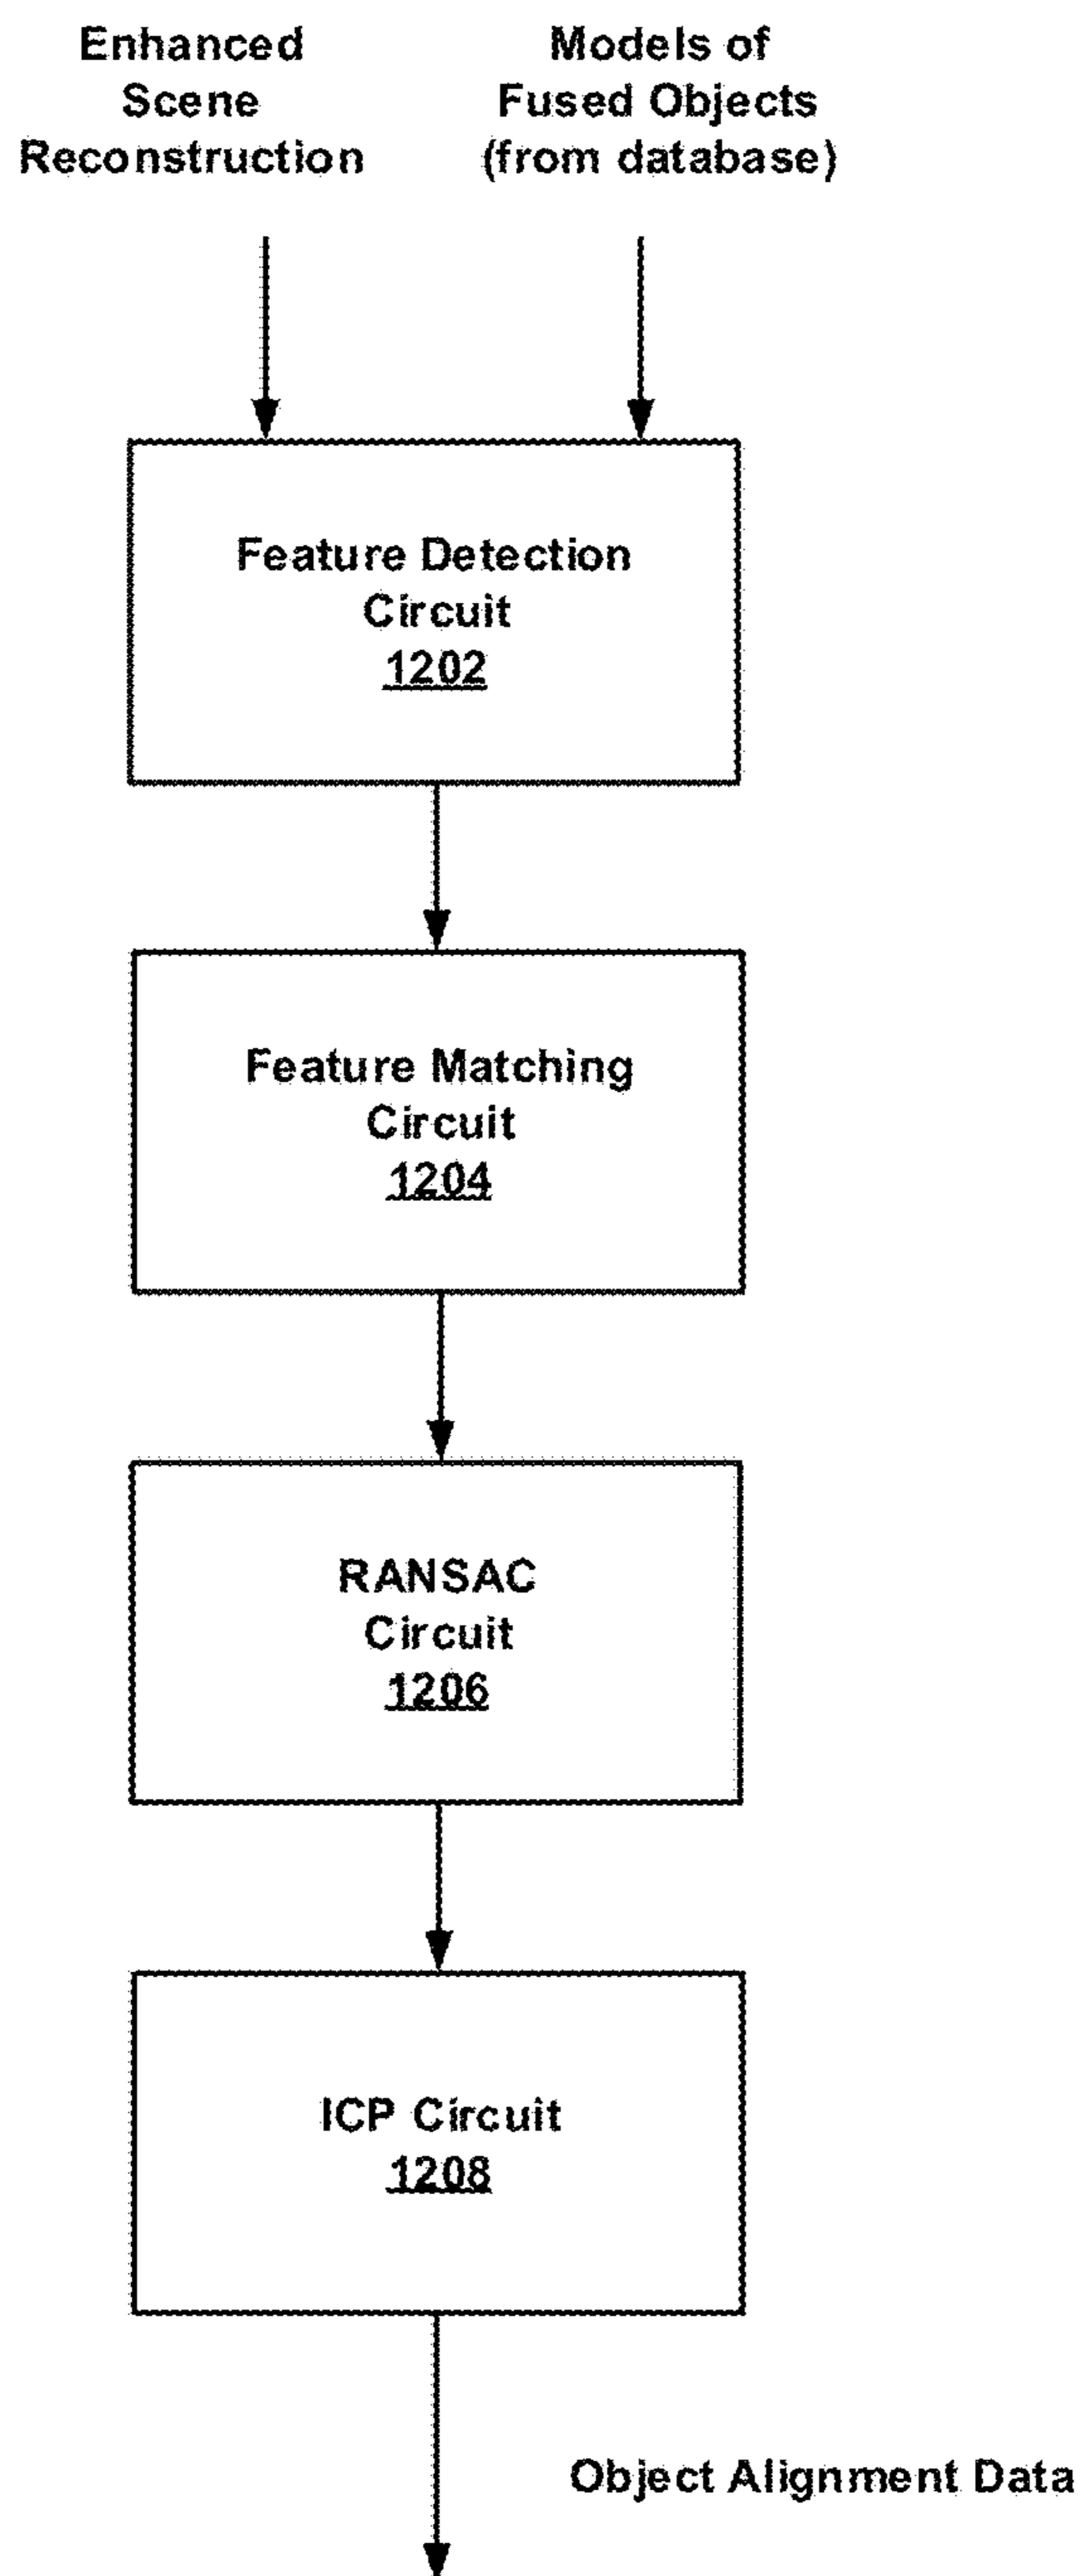 Enhanced
Scene
Reconstruction
Models of
Fused Objects
(from database)
Feature Detection
Circuit
1202
Feature Matching
Circuit
1204
RANSAC
Circuit
1206
ICP Circuit
1208
Object Alignment Data